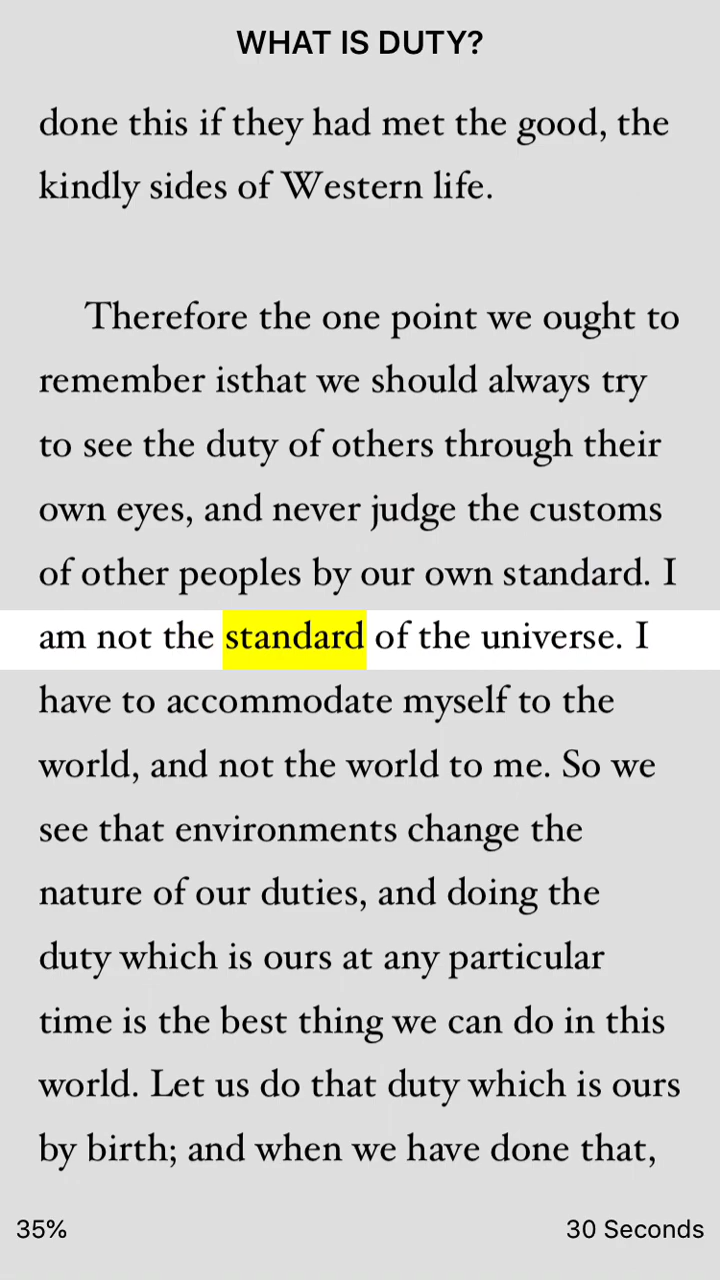 WHAT IS DUTY?
done this if they had met the good, the
kindly sides of Western life.
Therefore the one point we ought to
remember isthat we should always try
to see the duty of others through their
own eyes, and never judge the customs
of other peoples by our own standard. I
am not the standard of the universe. I
have to accommodate myself to the
world, and not the world to me. So we
see that environments change the
nature of our duties, and doing the
duty which is ours at any particular
time is the best thing we can do in this
world. Let us do that duty which is ours
by birth; and when we have done that,
35%
30 Seconds